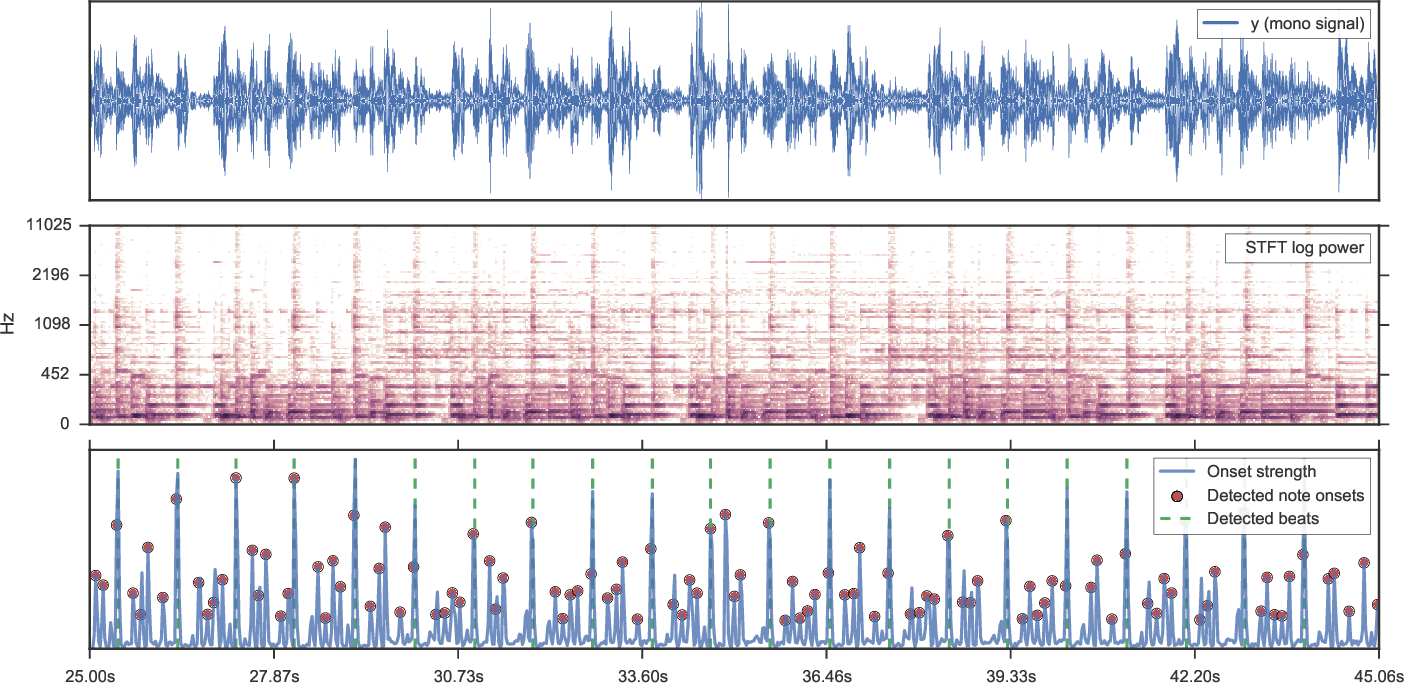 y (mono signal)
11025
STFT log power
2196
Hz
1098
452
0
Onset strength
Detected note onsets
Detected beats
25.00s 27.87s 30.73s 33.60s 36.46s 39.33s 42.20s 45.06s